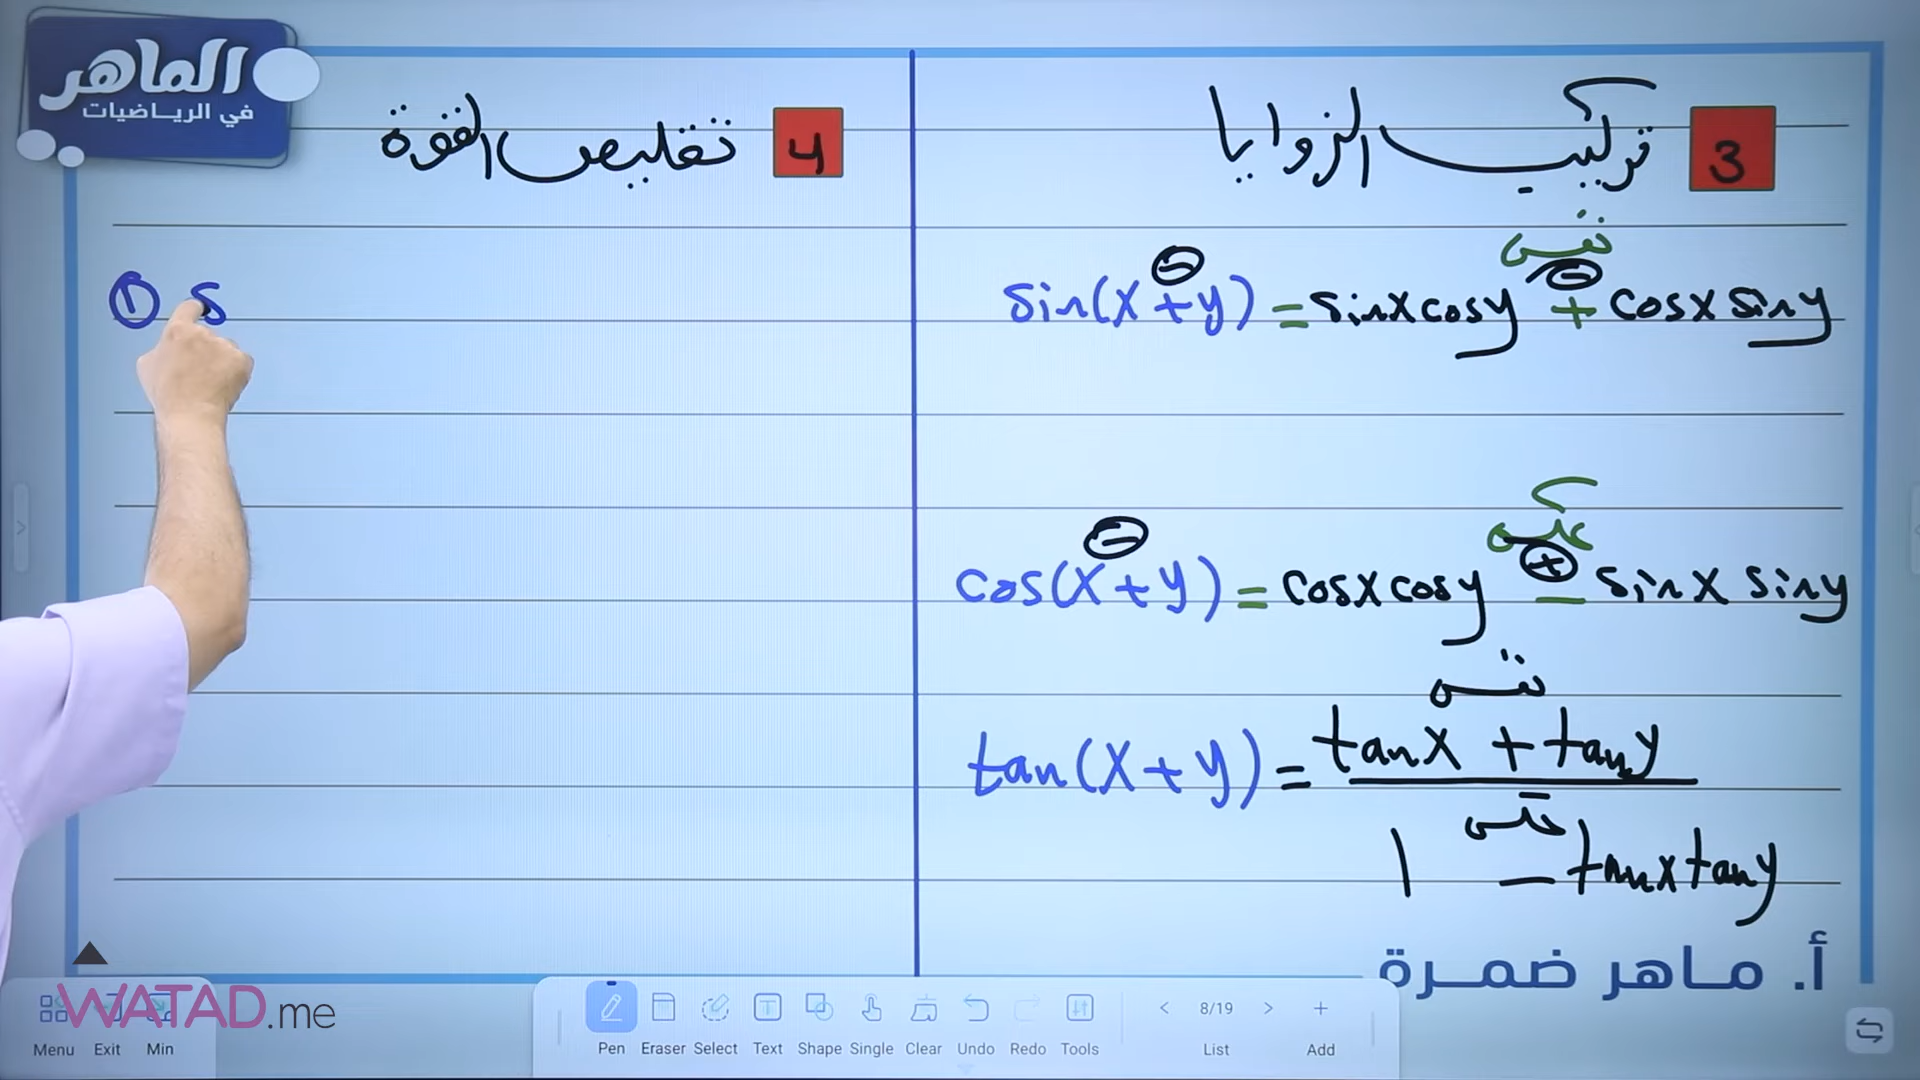 الماهر
في الرياضيات
3 تركيب الزوايا
نفس
⊖ ⊖
sin(x + y) = sinx cosy + cosx siny
عكس
⊖ ⊕
cos(x + y) = cosx cosy − sinx siny
نفس
tan(x + y) = tanx + tany
عكس
1 − tanx tany
أ. ماهر ضمرة
4 تقليص القوة
① s
WATAD.me
Menu Exit Min
Pen Eraser Select Text Shape Single Clear Undo Redo Tools
< 8/19 > +
List Add